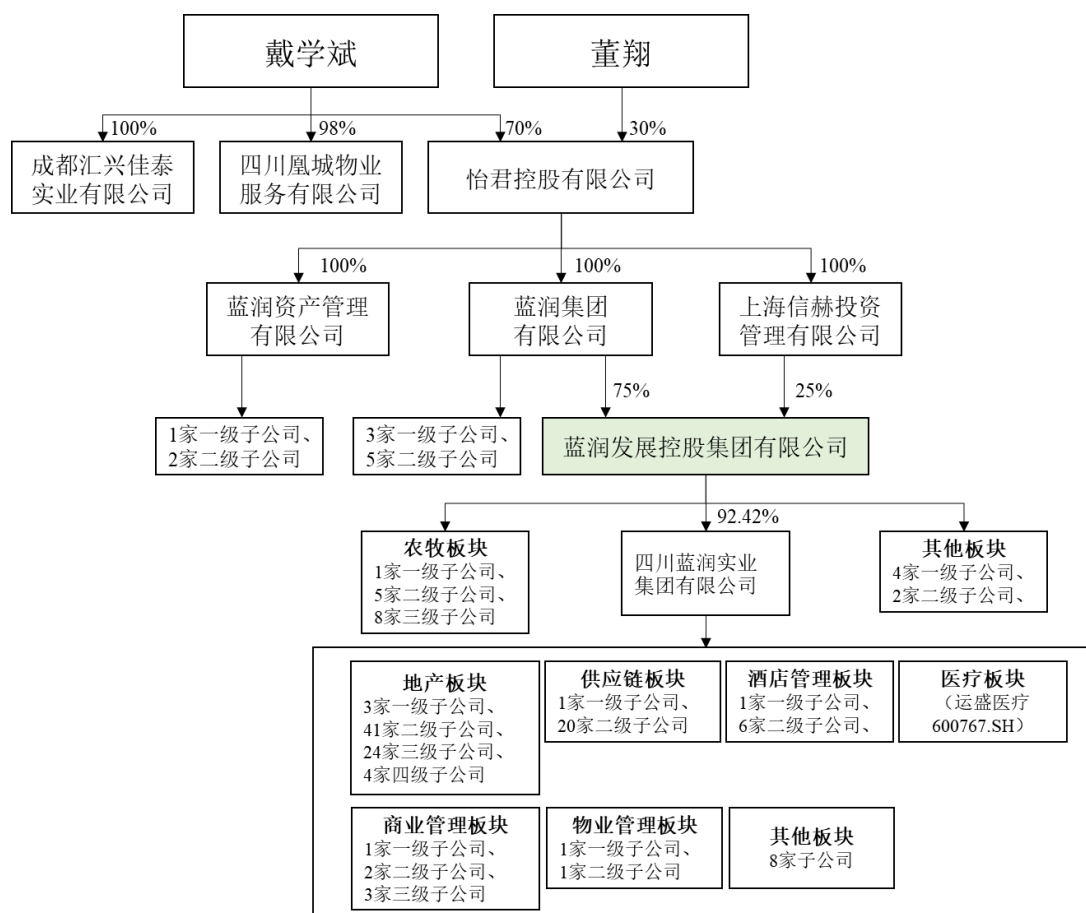 戴学斌
董翔
100%
98%
70%
30%
成都汇兴佳泰
实业有限公司
四川凰城物业
服务有限公司
怡君控股有限公司
100%
100%
100%
蓝润资产管理
有限公司
蓝润集团
有限公司
上海信赫投资
管理有限公司
75%
25%
1家一级子公司、
2家二级子公司
3家一级子公司、
5家二级子公司
蓝润发展控股集团有限公司
92.42%
农牧板块
1家一级子公司、
5家二级子公司、
8家三级子公司
四川蓝润实业
集团有限公司
其他板块
4家一级子公司、
2家二级子公司、
地产板块
3家一级子公司、
41家二级子公司、
24家三级子公司、
4家四级子公司
供应链板块
1家一级子公司、
20家二级子公司
酒店管理板块
1家一级子公司、
6家二级子公司、
医疗板块
（运盛医疗
600767.SH）
商业管理板块
1家一级子公司、
2家二级子公司、
3家三级子公司
物业管理板块
1家一级子公司、
1家二级子公司
其他板块
8家子公司